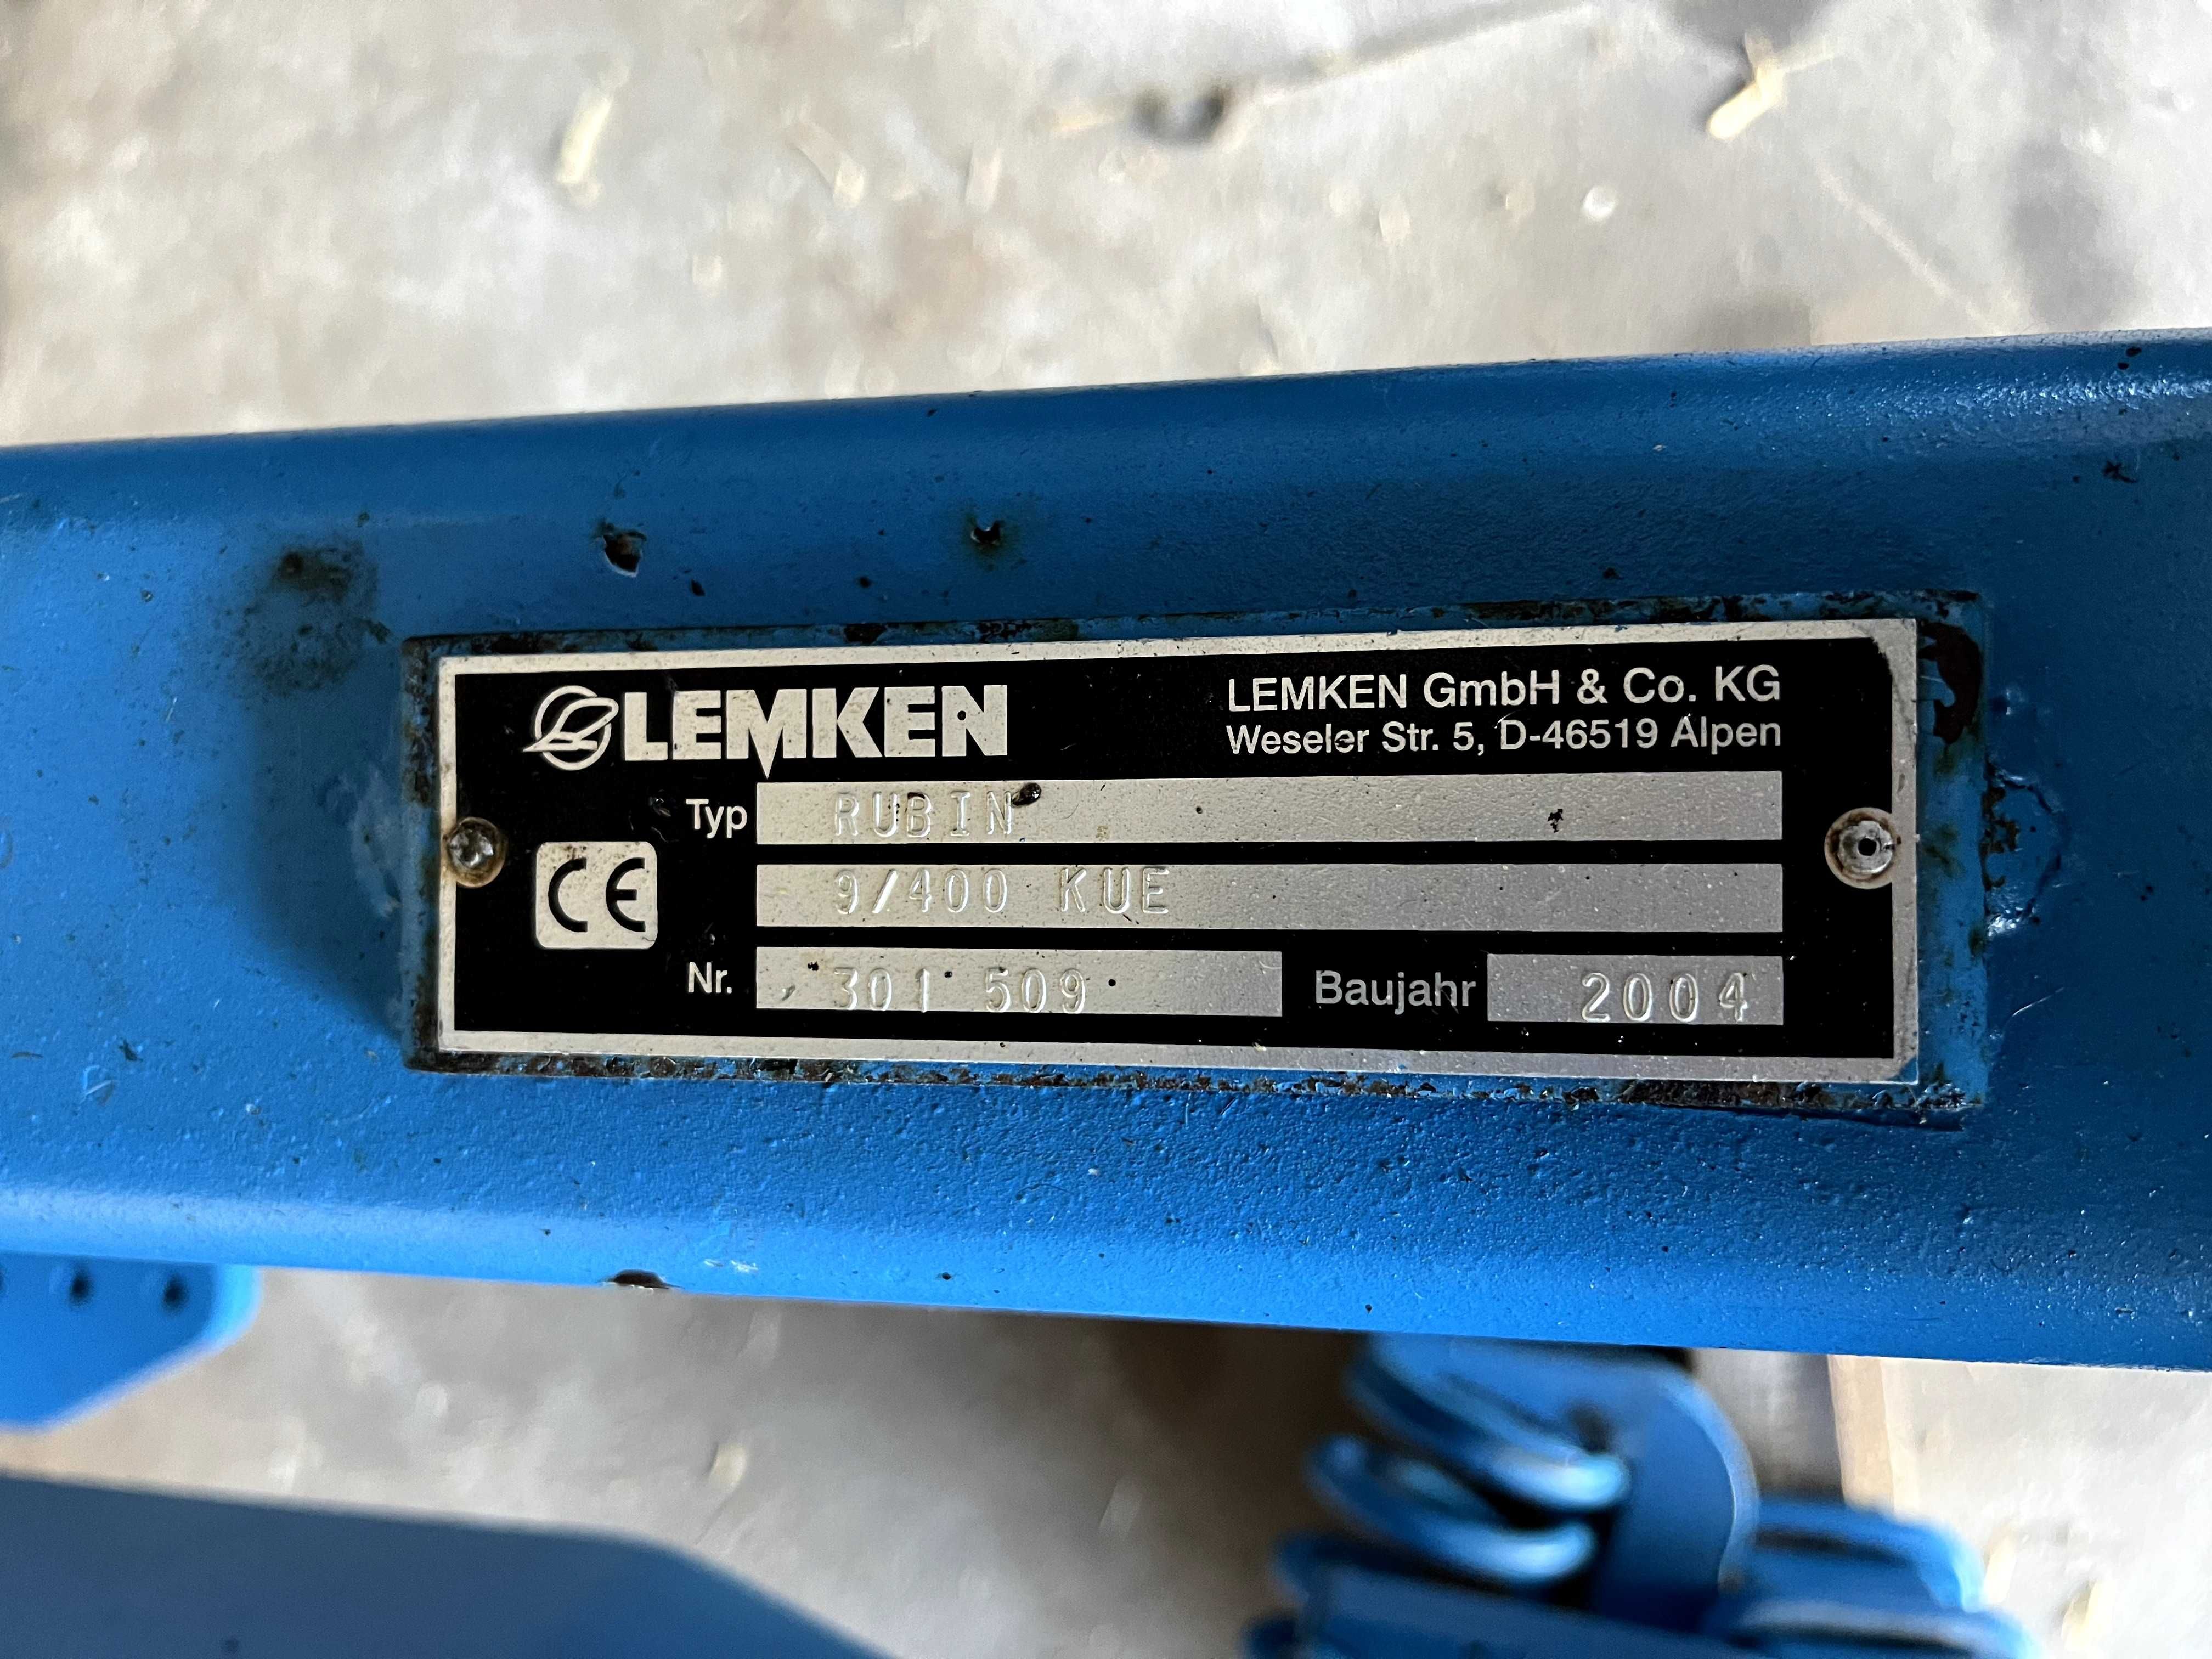 LEMKEN
LEMKEN GmbH & Co. KG
Weseler Str. 5, D-46519 Alpen
Typ RUBIN
9/400 KUE
CE
Nr. 301 509 Baujahr 2004